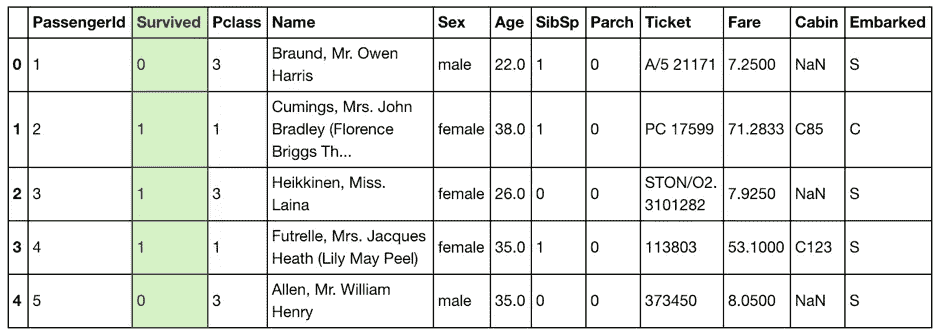 PassengerId Survived Pclass Name Sex Age SibSp Parch Ticket Fare Cabin Embarked
0 1 0 3 Braund, Mr. Owen Harris male 22.0 1 0 A/5 21171 7.2500 NaN S
1 2 1 1 Cumings, Mrs. John Bradley (Florence Briggs Th... female 38.0 1 0 PC 17599 71.2833 C85 C
2 3 1 3 Heikkinen, Miss. Laina female 26.0 0 0 STON/O2. 3101282 7.9250 NaN S
3 4 1 1 Futrelle, Mrs. Jacques Heath (Lily May Peel) female 35.0 1 0 113803 53.1000 C123 S
4 5 0 3 Allen, Mr. William Henry male 35.0 0 0 373450 8.0500 NaN S